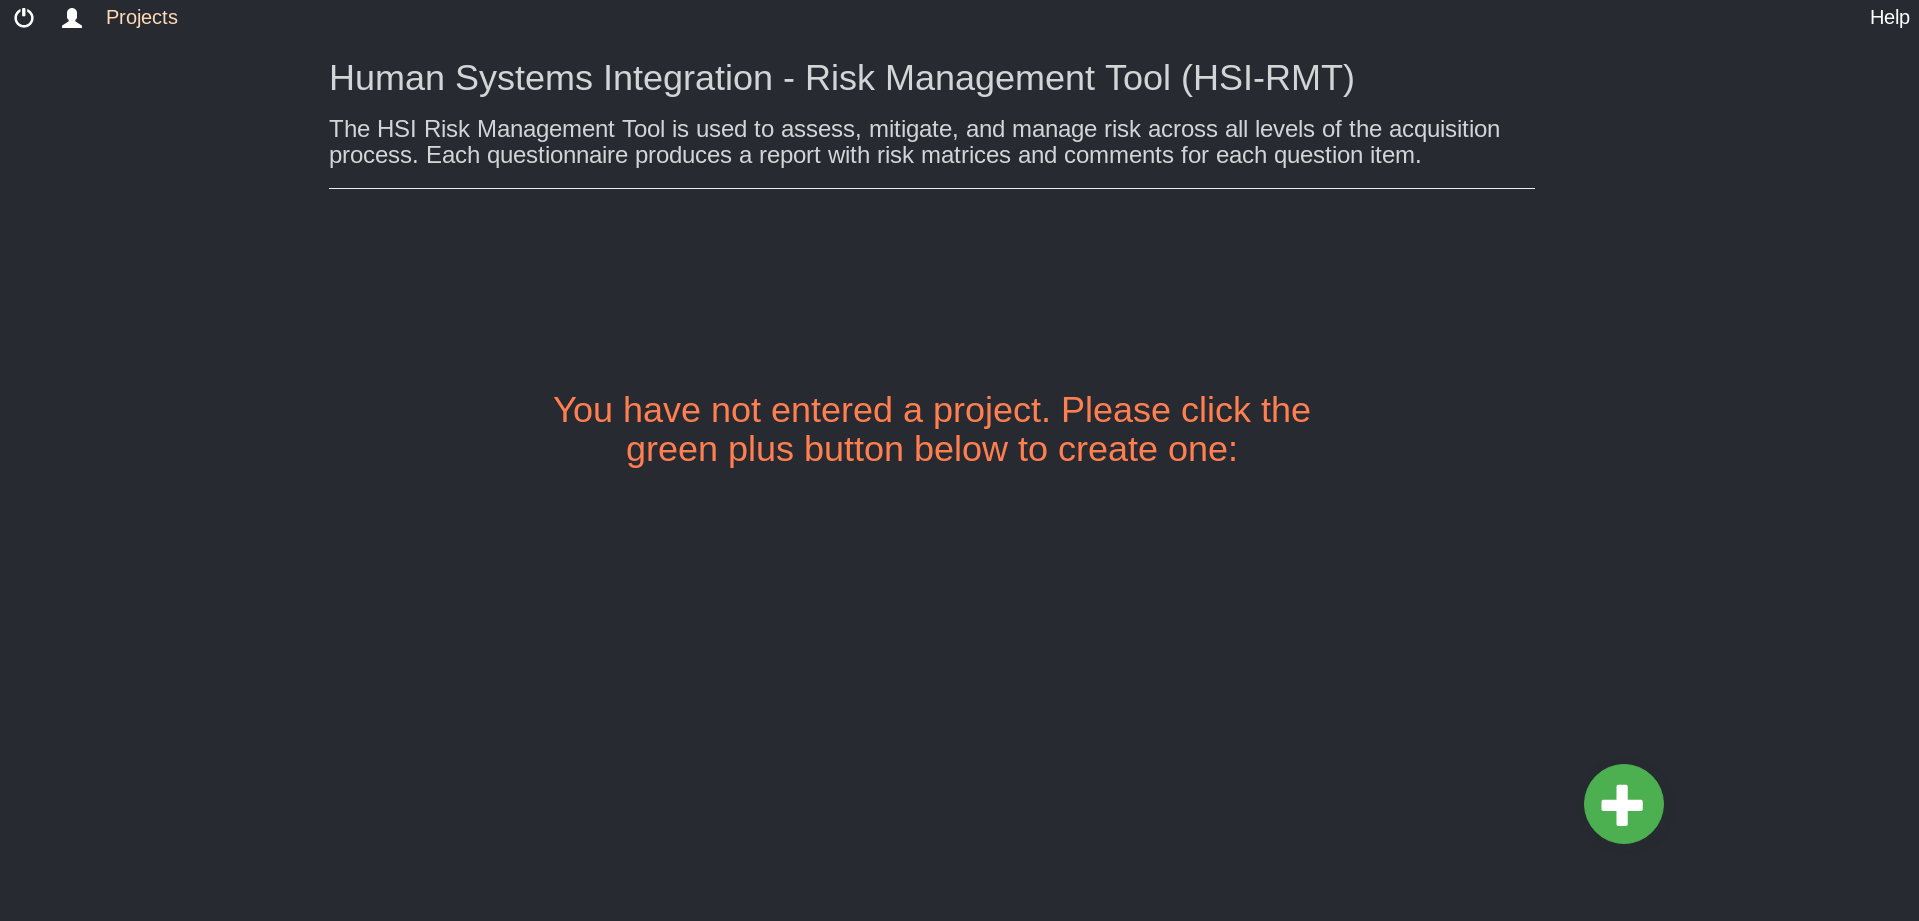 Projects
Help
Human Systems Integration - Risk Management Tool (HSI-RMT)
The HSI Risk Management Tool is used to assess, mitigate, and manage risk across all levels of the acquisition
process. Each questionnaire produces a report with risk matrices and comments for each question item.
You have not entered a project. Please click the
green plus button below to create one: